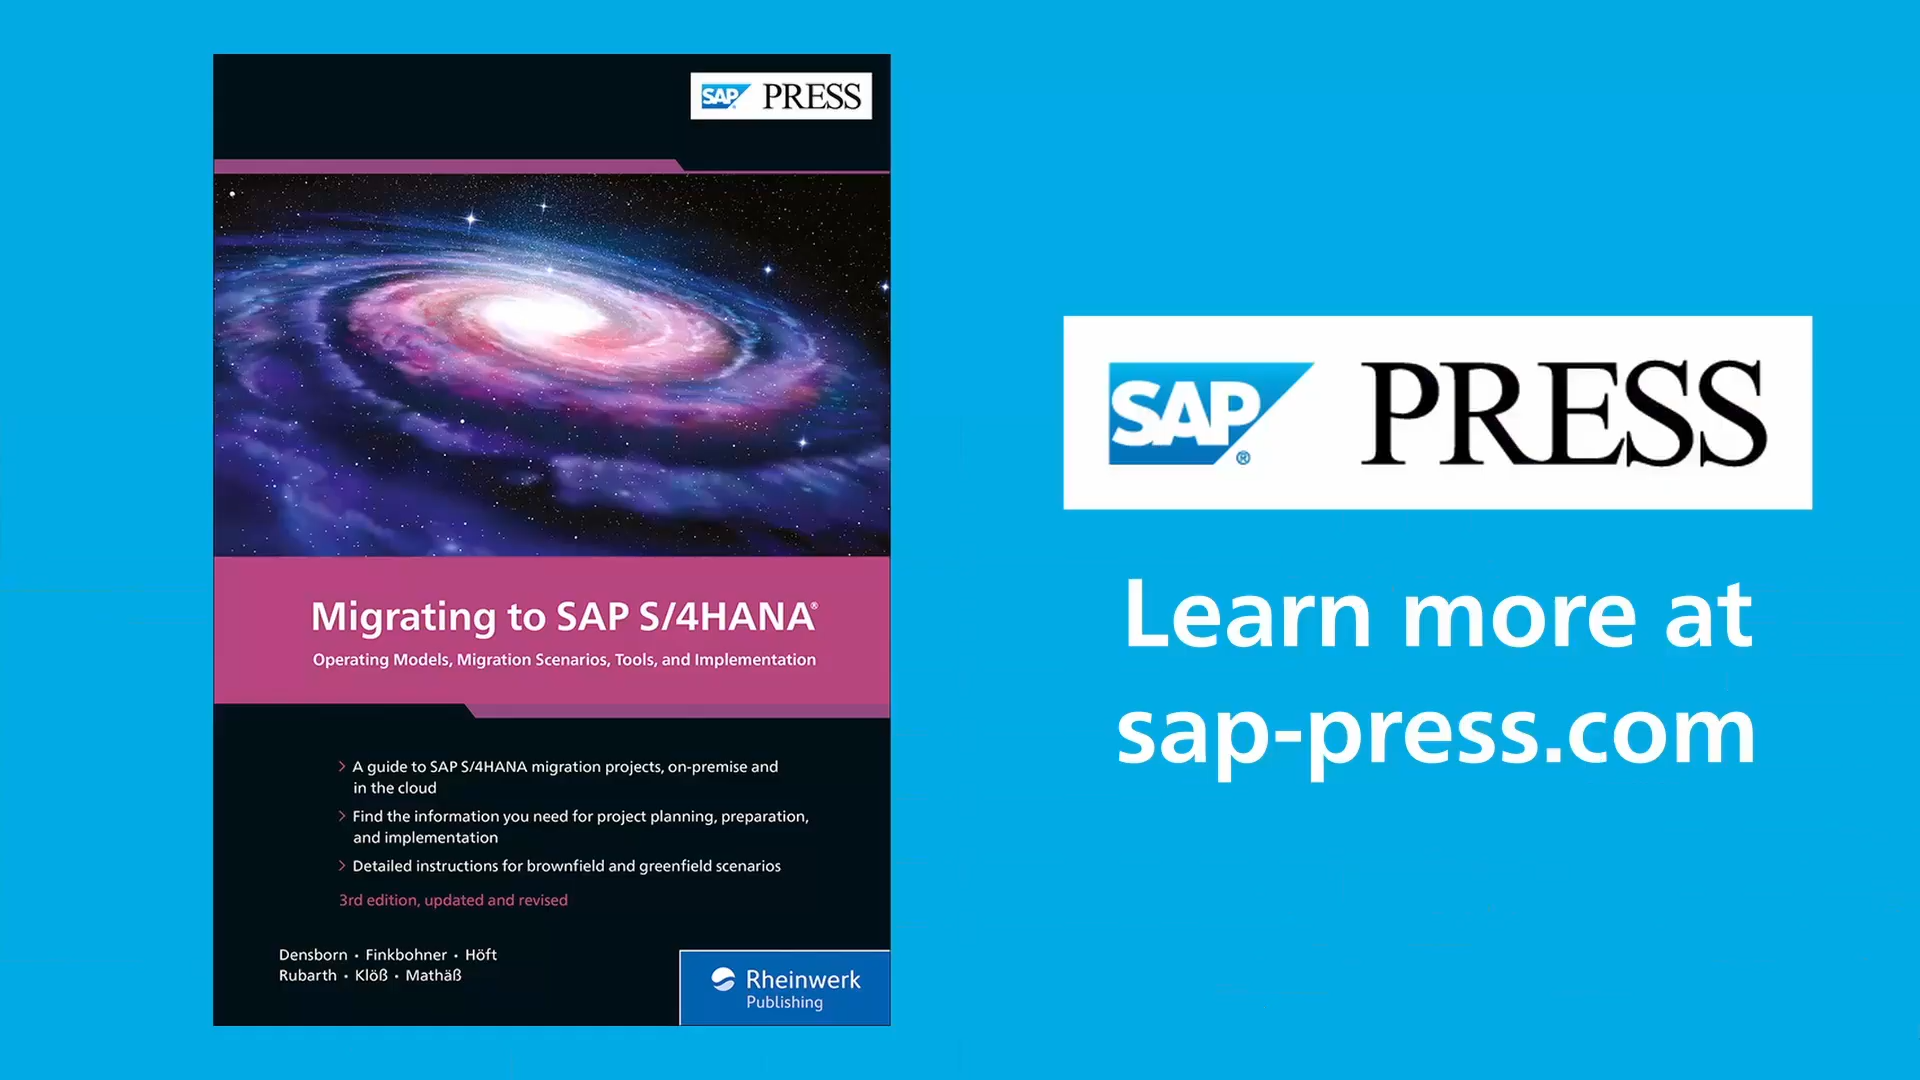 SAP® PRESS
Migrating to SAP S/4HANA®
Operating Models, Migration Scenarios, Tools, and Implementation
> A guide to SAP S/4HANA migration projects, on-premise and
in the cloud
> Find the information you need for project planning, preparation,
and implementation
> Detailed instructions for brownfield and greenfield scenarios
3rd edition, updated and revised
Densborn • Finkbohner • Höft
Rubarth • Klöß • Mathäß
Rheinwerk
Publishing
SAP® PRESS
Learn more at
sap-press.com